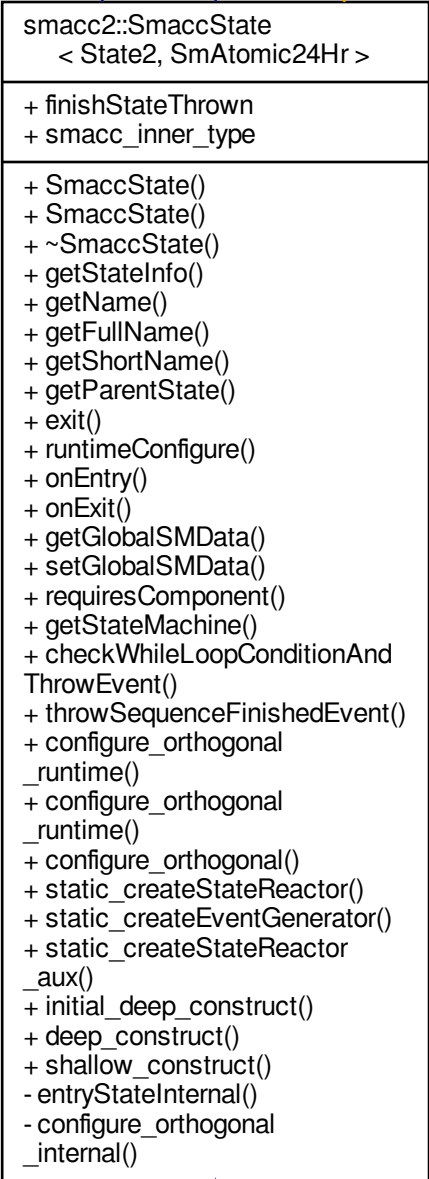 smacc2::SmaccState
< State2, SmAtomic24Hr >
+ finishStateThrown
+ smacc_inner_type
+ SmaccState()
+ SmaccState()
+ ~SmaccState()
+ getStateInfo()
+ getName()
+ getFullName()
+ getShortName()
+ getParentState()
+ exit()
+ runtimeConfigure()
+ onEntry()
+ onExit()
+ getGlobalSMData()
+ setGlobalSMData()
+ requiresComponent()
+ getStateMachine()
+ checkWhileLoopConditionAnd
ThrowEvent()
+ throwSequenceFinishedEvent()
+ configure_orthogonal
_runtime()
+ configure_orthogonal
_runtime()
+ configure_orthogonal()
+ static_createStateReactor()
+ static_createEventGenerator()
+ static_createStateReactor
_aux()
+ initial_deep_construct()
+ deep_construct()
+ shallow_construct()
- entryStateInternal()
- configure_orthogonal
_internal()